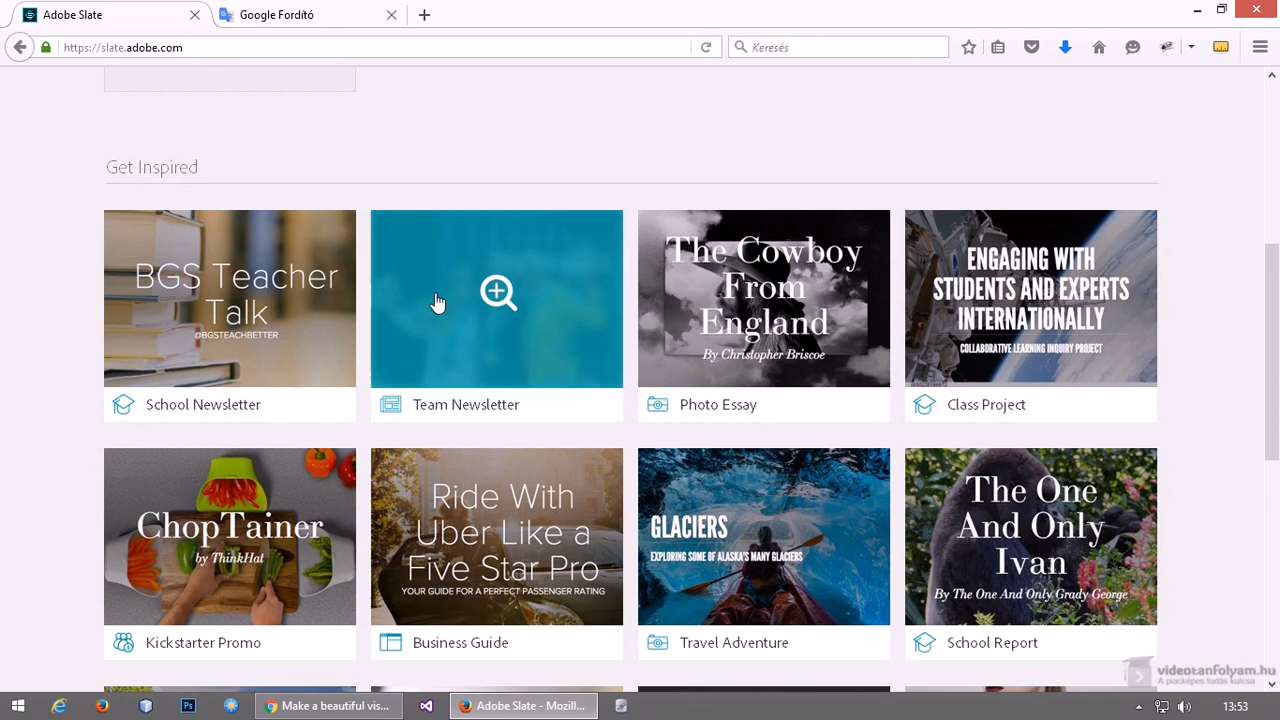 Adobe Slate
Google Fordító
https://slate.adobe.com
Keresés
Get Inspired
BGS Teacher
Talk
@BGSTEACHBETTER
The Cowboy
From
England
By Christopher Briscoe
ENGAGING WITH
STUDENTS AND EXPERTS
INTERNATIONALLY
COLLABORATIVE LEARNING INQUIRY PROJECT
School Newsletter
Team Newsletter
Photo Essay
Class Project
ChopTainer
by ThinkHal
Ride With
Uber Like a
Five Star Pro
YOUR GUIDE FOR A PERFECT PASSENGER RATING
GLACIERS
EXPLORING SOME OF ALASKA'S MANY GLACIERS
The One
And Only
Ivan
By The One And Only Grady George
Kickstarter Promo
Business Guide
Travel Adventure
School Report
videotanfolyam.hu
A piacképes tudás kulcsa
Make a beautiful vis...
Adobe Slate - Mozill...
13:53